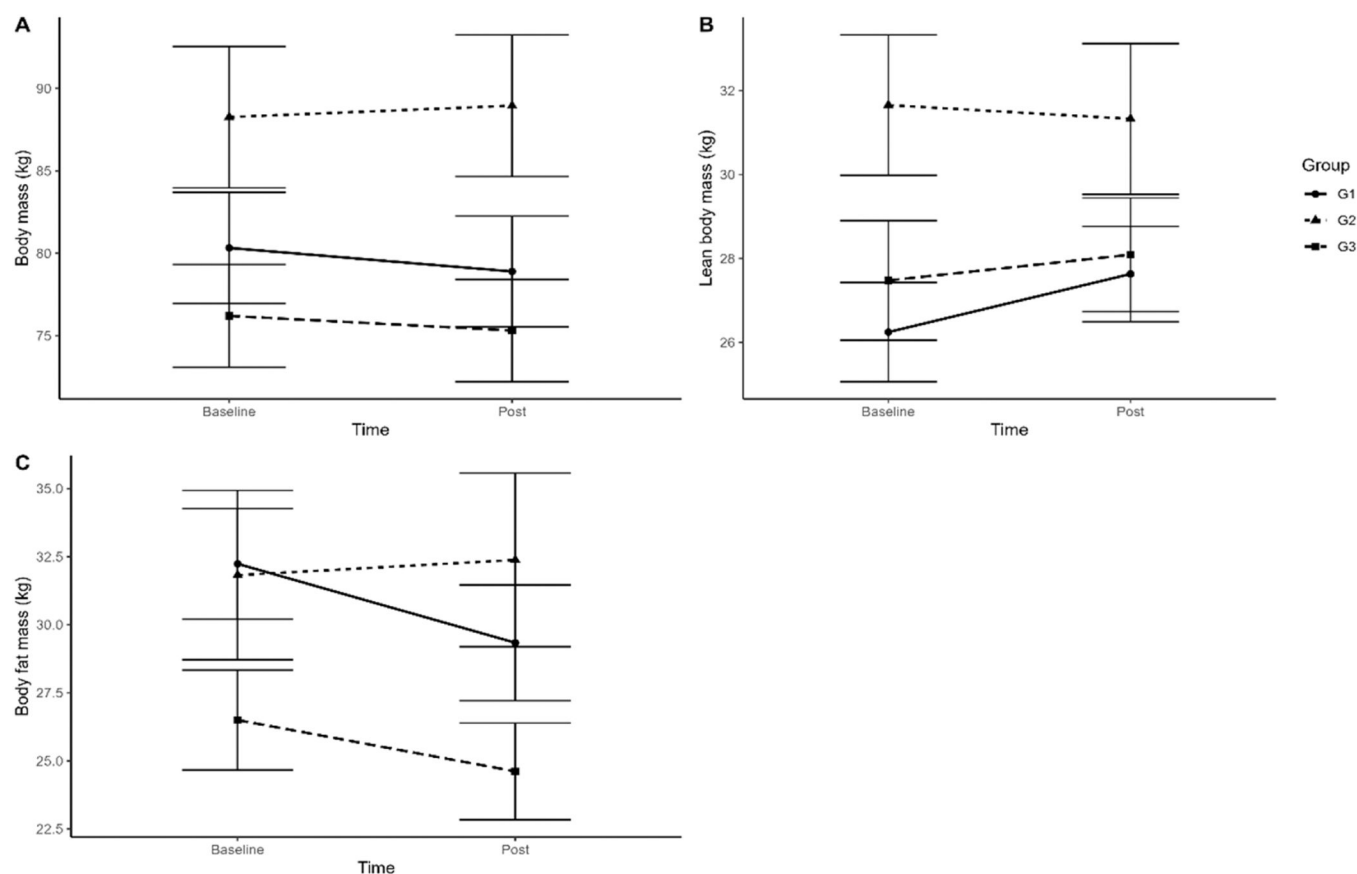 A
Body mass (kg)
90
85
80
75
Baseline
Post
Time
B
Lean body mass (kg)
32
30
28
26
Baseline
Post
Time
Group
G1
G2
G3
C
Body fat mass (kg)
35.0
32.5
30.0
27.5
25.0
22.5
Baseline
Post
Time